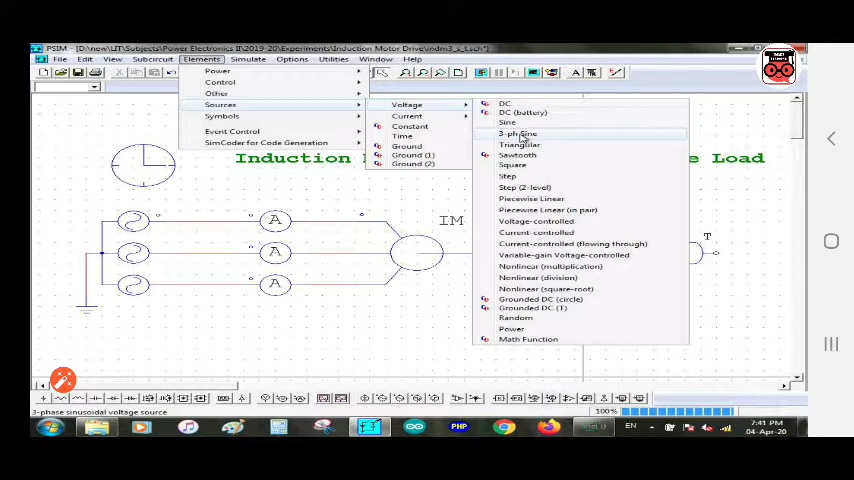 PSIM - [D:\new\LIT\Subjects\Power Electronics II\2019-20\Experiments\Induction Motor Drive\indm3_s_t.sch*]
File Edit View Subcircuit Elements Simulate Options Utilities Window Help
Power
Control
Other
Sources
Symbols
Event Control
SimCoder for Code Generation
Voltage
Current
Constant
Time
Ground
Ground (1)
Ground (2)
DC
DC (battery)
Sine
3-ph Sine
Triangular
Sawtooth
Square
Step
Step (2-level)
Piecewise Linear
Piecewise Linear (in pair)
Voltage-controlled
Current-controlled
Current-controlled (flowing through)
Variable-gain Voltage-controlled
Nonlinear (multiplication)
Nonlinear (division)
Nonlinear (square-root)
Grounded DC (circle)
Grounded DC (T)
Random
Power
Math Function
Induction
Load
A
A
A
IM
T
3-phase sinusoidal voltage source
100%
PHP
EN
7:41 PM
04-Apr-20